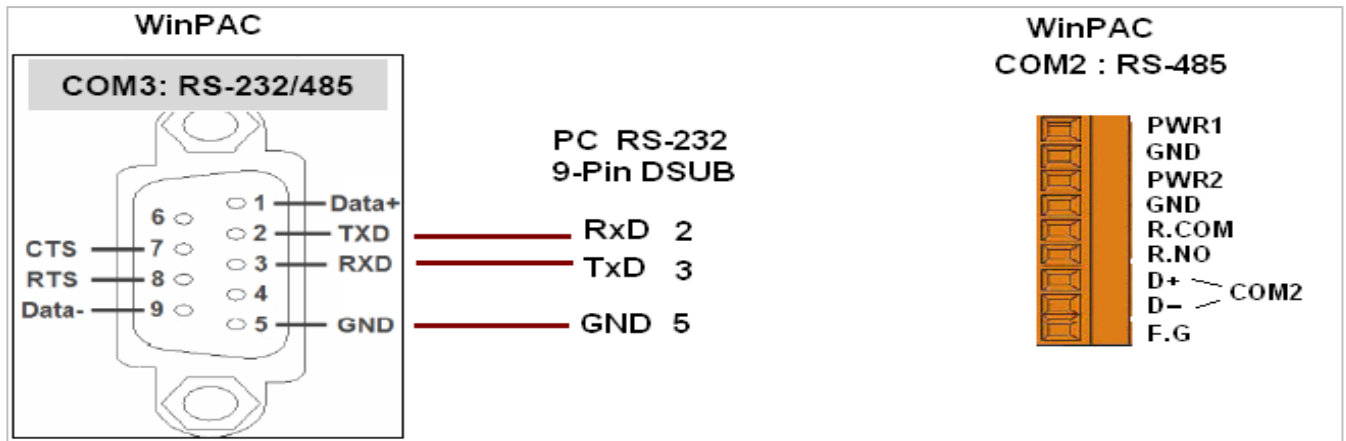 WinPAC
COM3: RS-232/485
6
7
8
9
1
2
3
4
5
CTS
RTS
Data-
Data+
TXD
RXD
GND
PC RS-232
9-Pin DSUB
RxD 2
TxD 3
GND 5
WinPAC
COM2 : RS-485
PWR1
GND
PWR2
GND
R.COM
R.NO
D+
D-
COM2
F.G